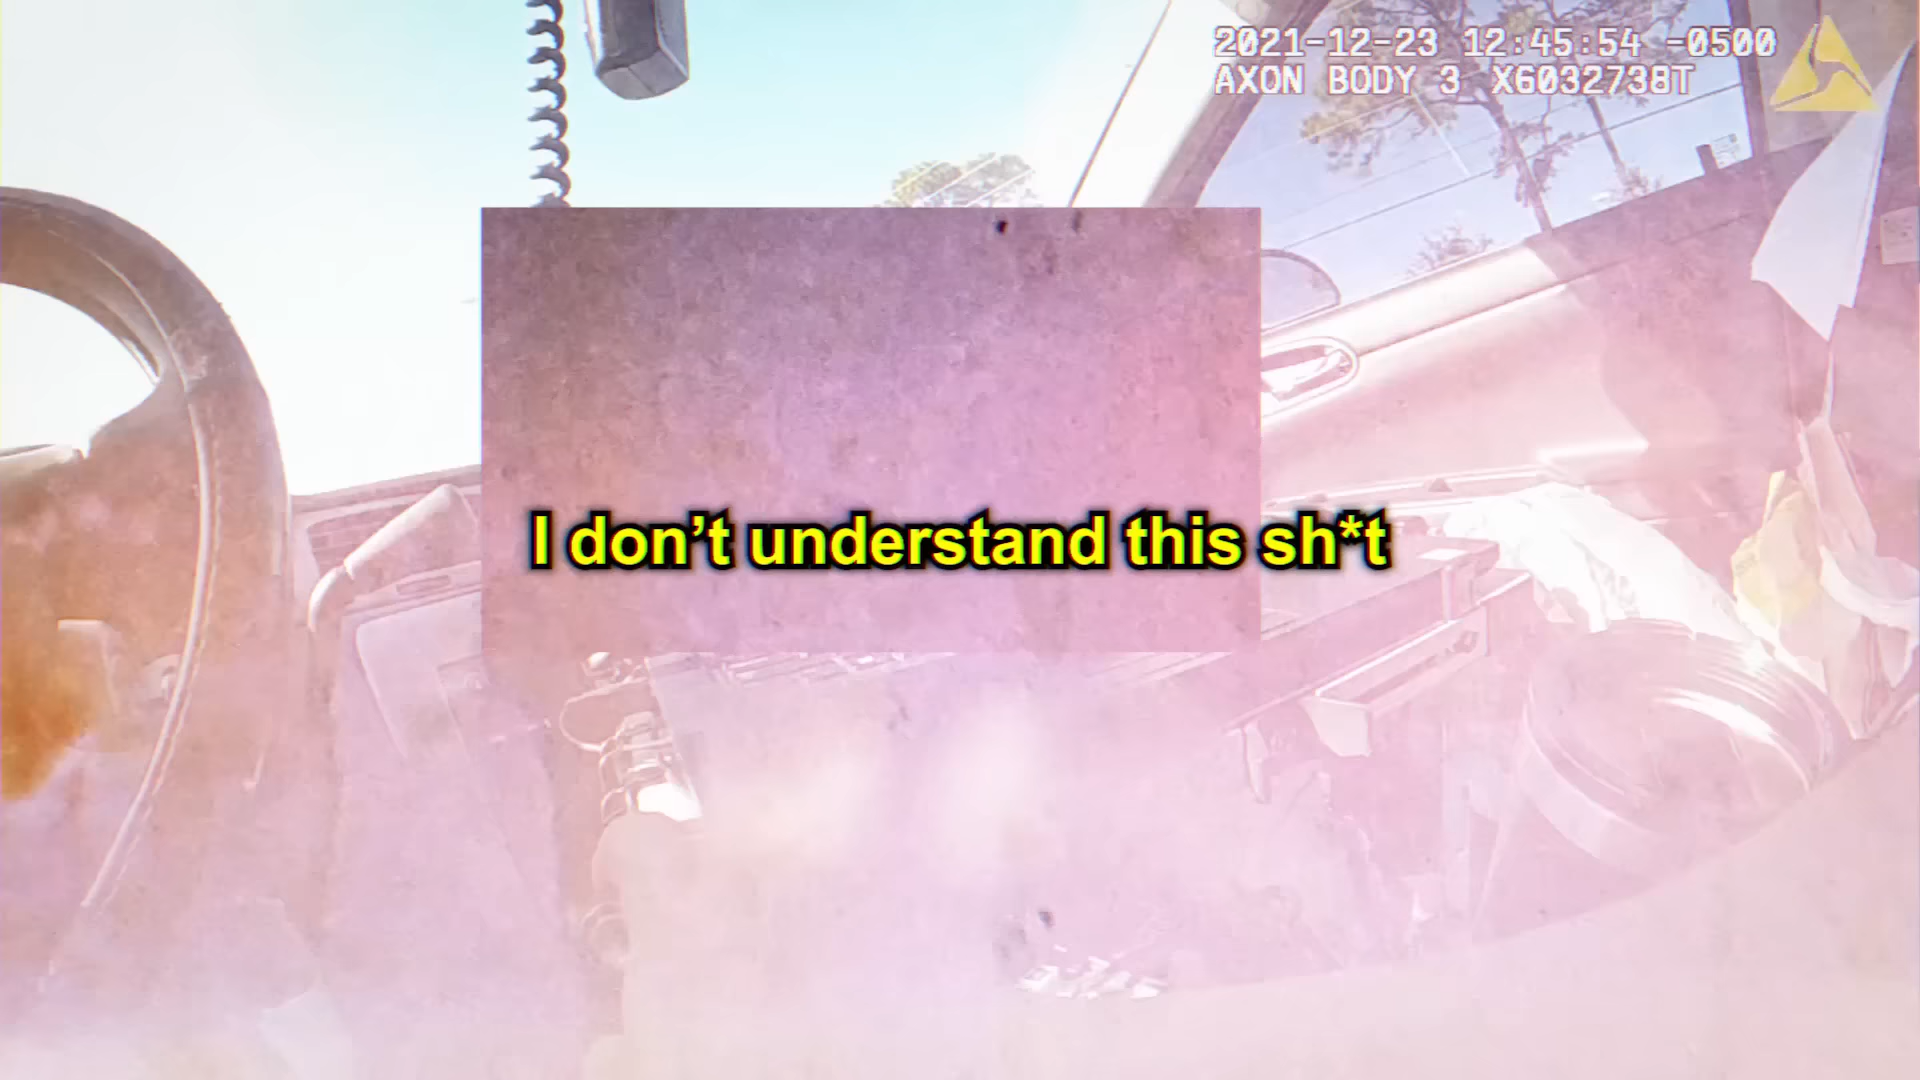 2021-12-23 12:45:54 -0500
AXON BODY 3 X6032738T
I don’t understand this sh*t